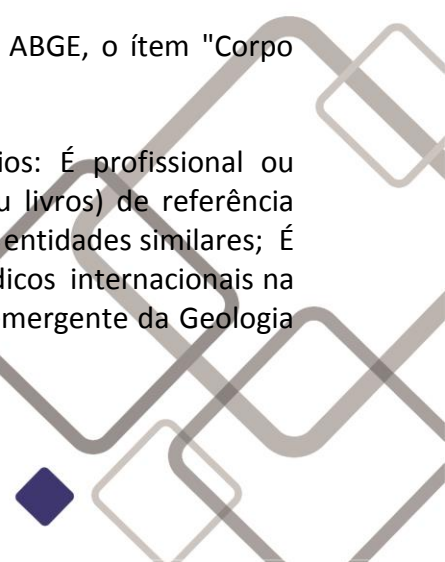 ABGE, o ítem "Corpo
ios: É profissional ou
u livros) de referência
entidades similares; É
dicos internacionais na
mergente da Geologia